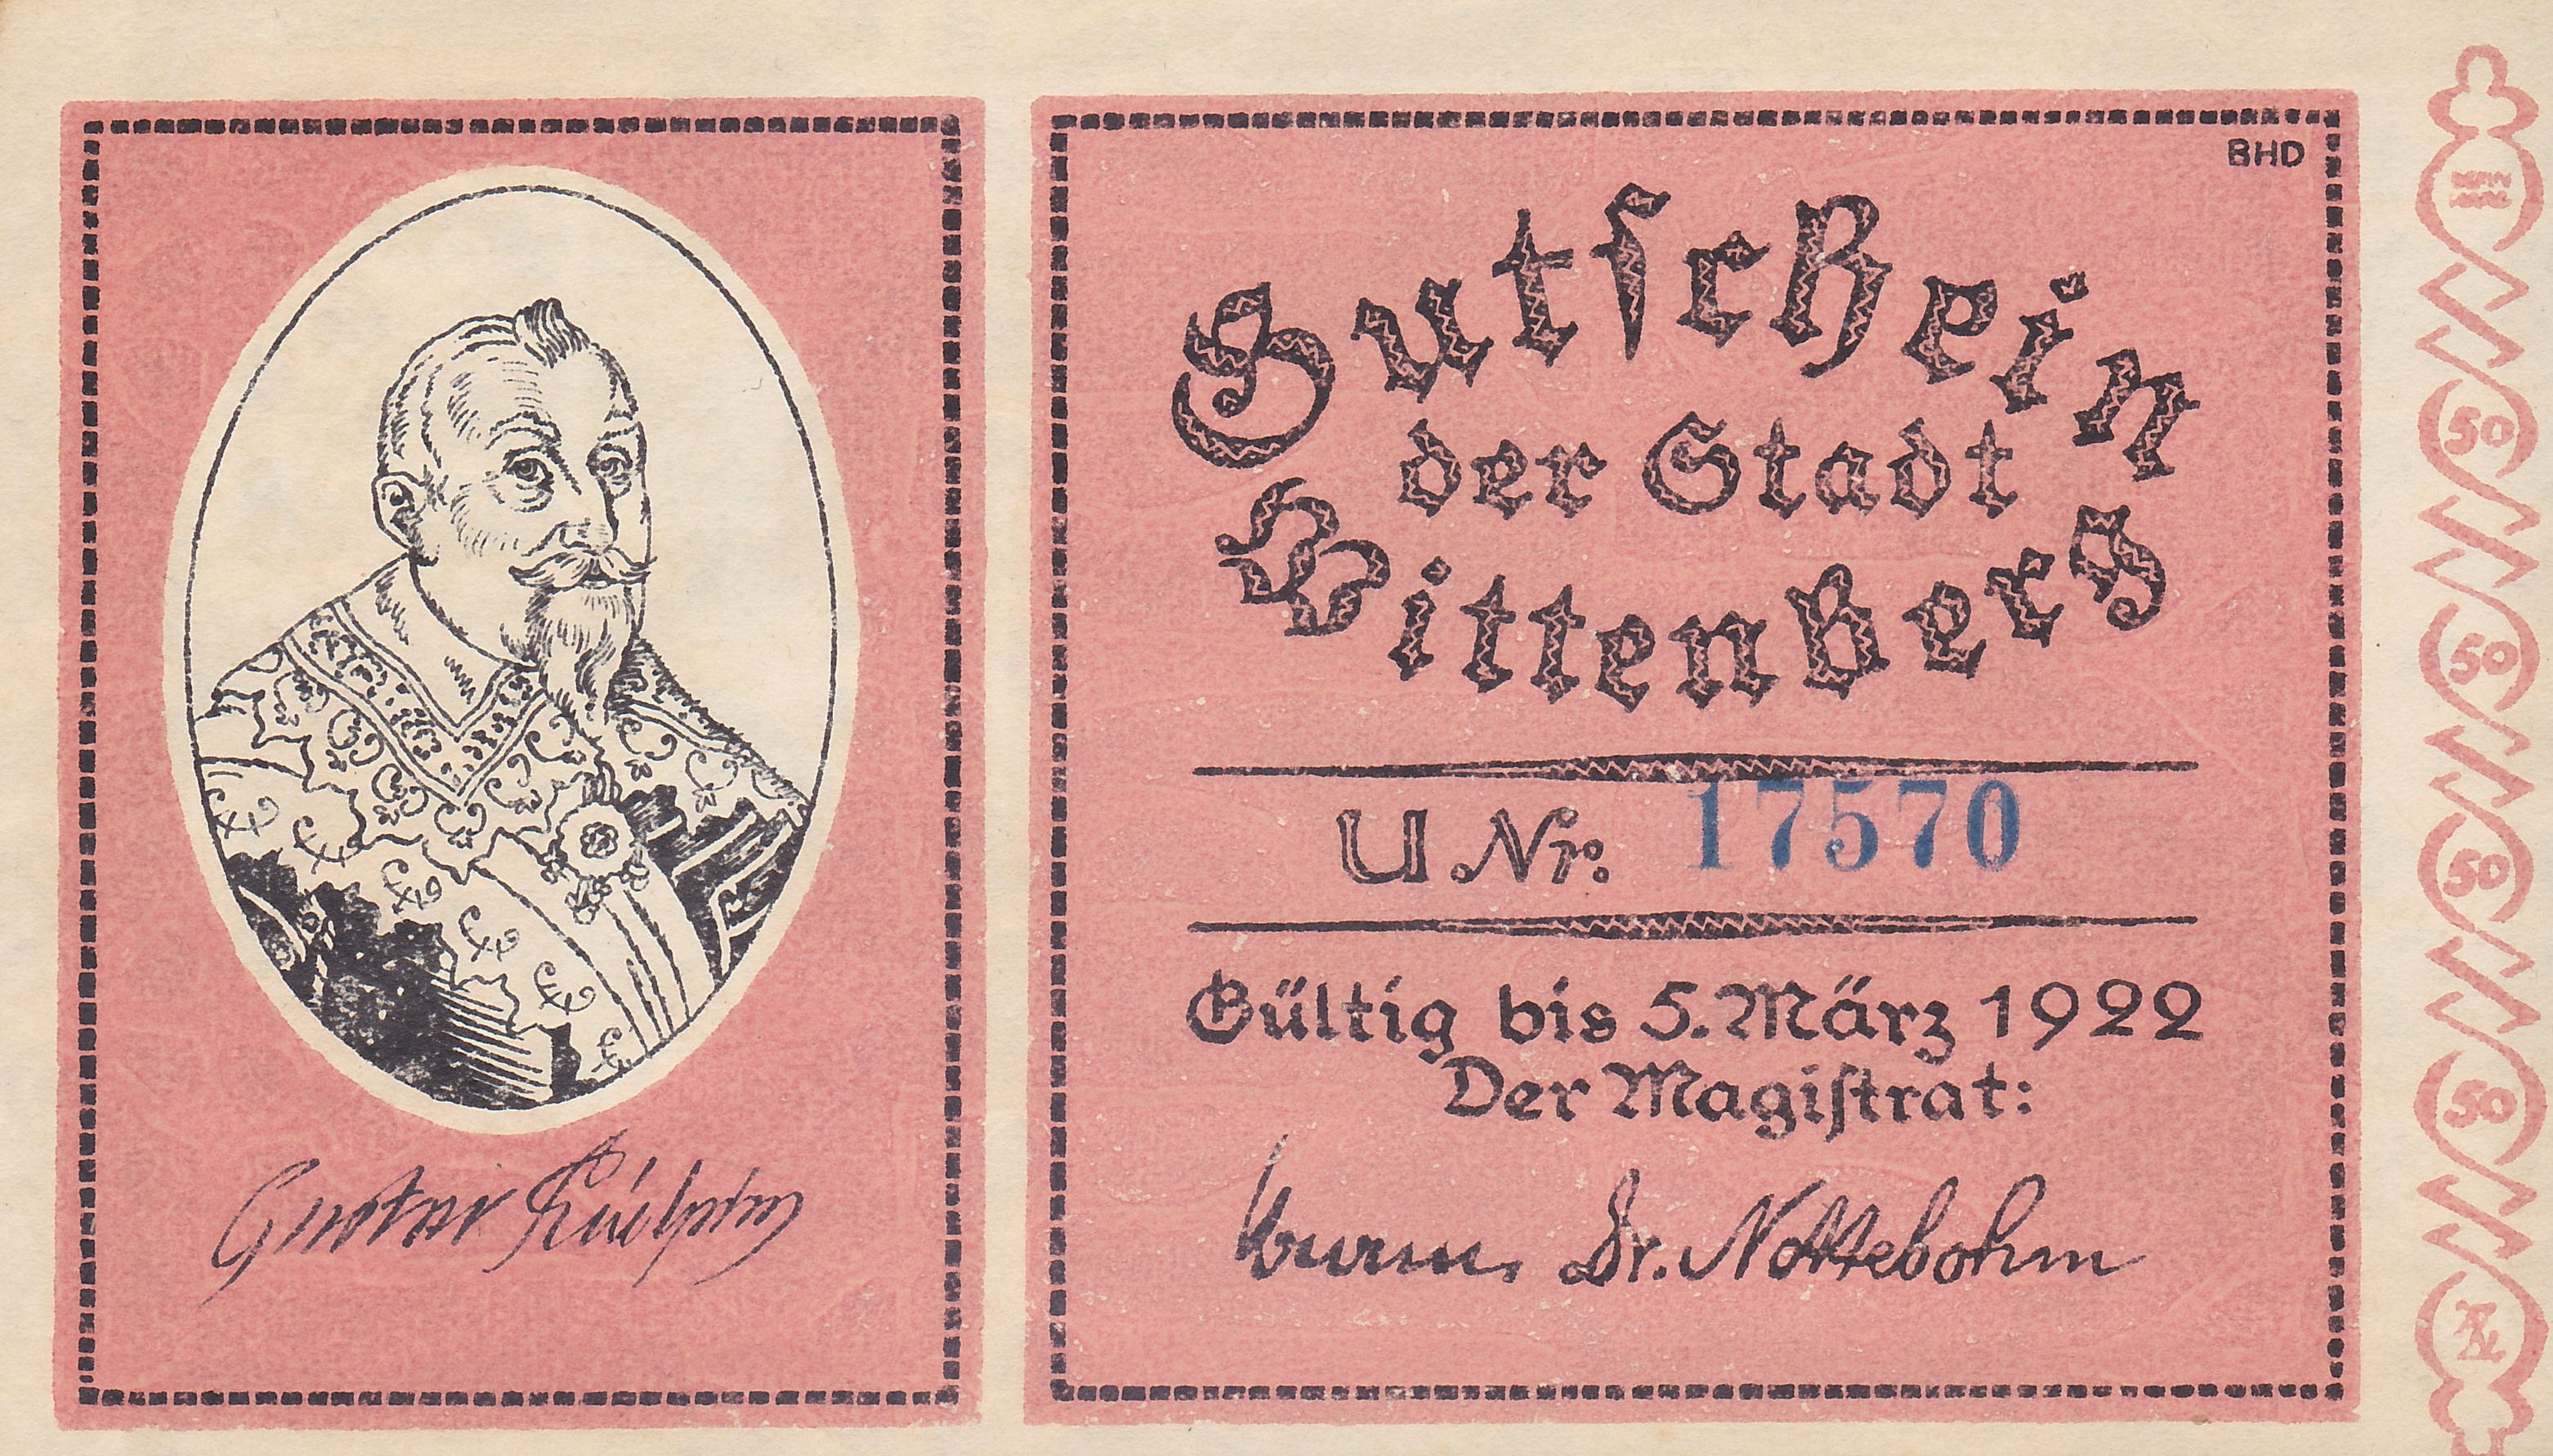 BHD
Gutschein
der Stadt
Wittenberg
U Nr. 17570
Gültig bis 5. März 1922
Der Magistrat:
Dr. Nottebohm
Gustav
50
50
50
50